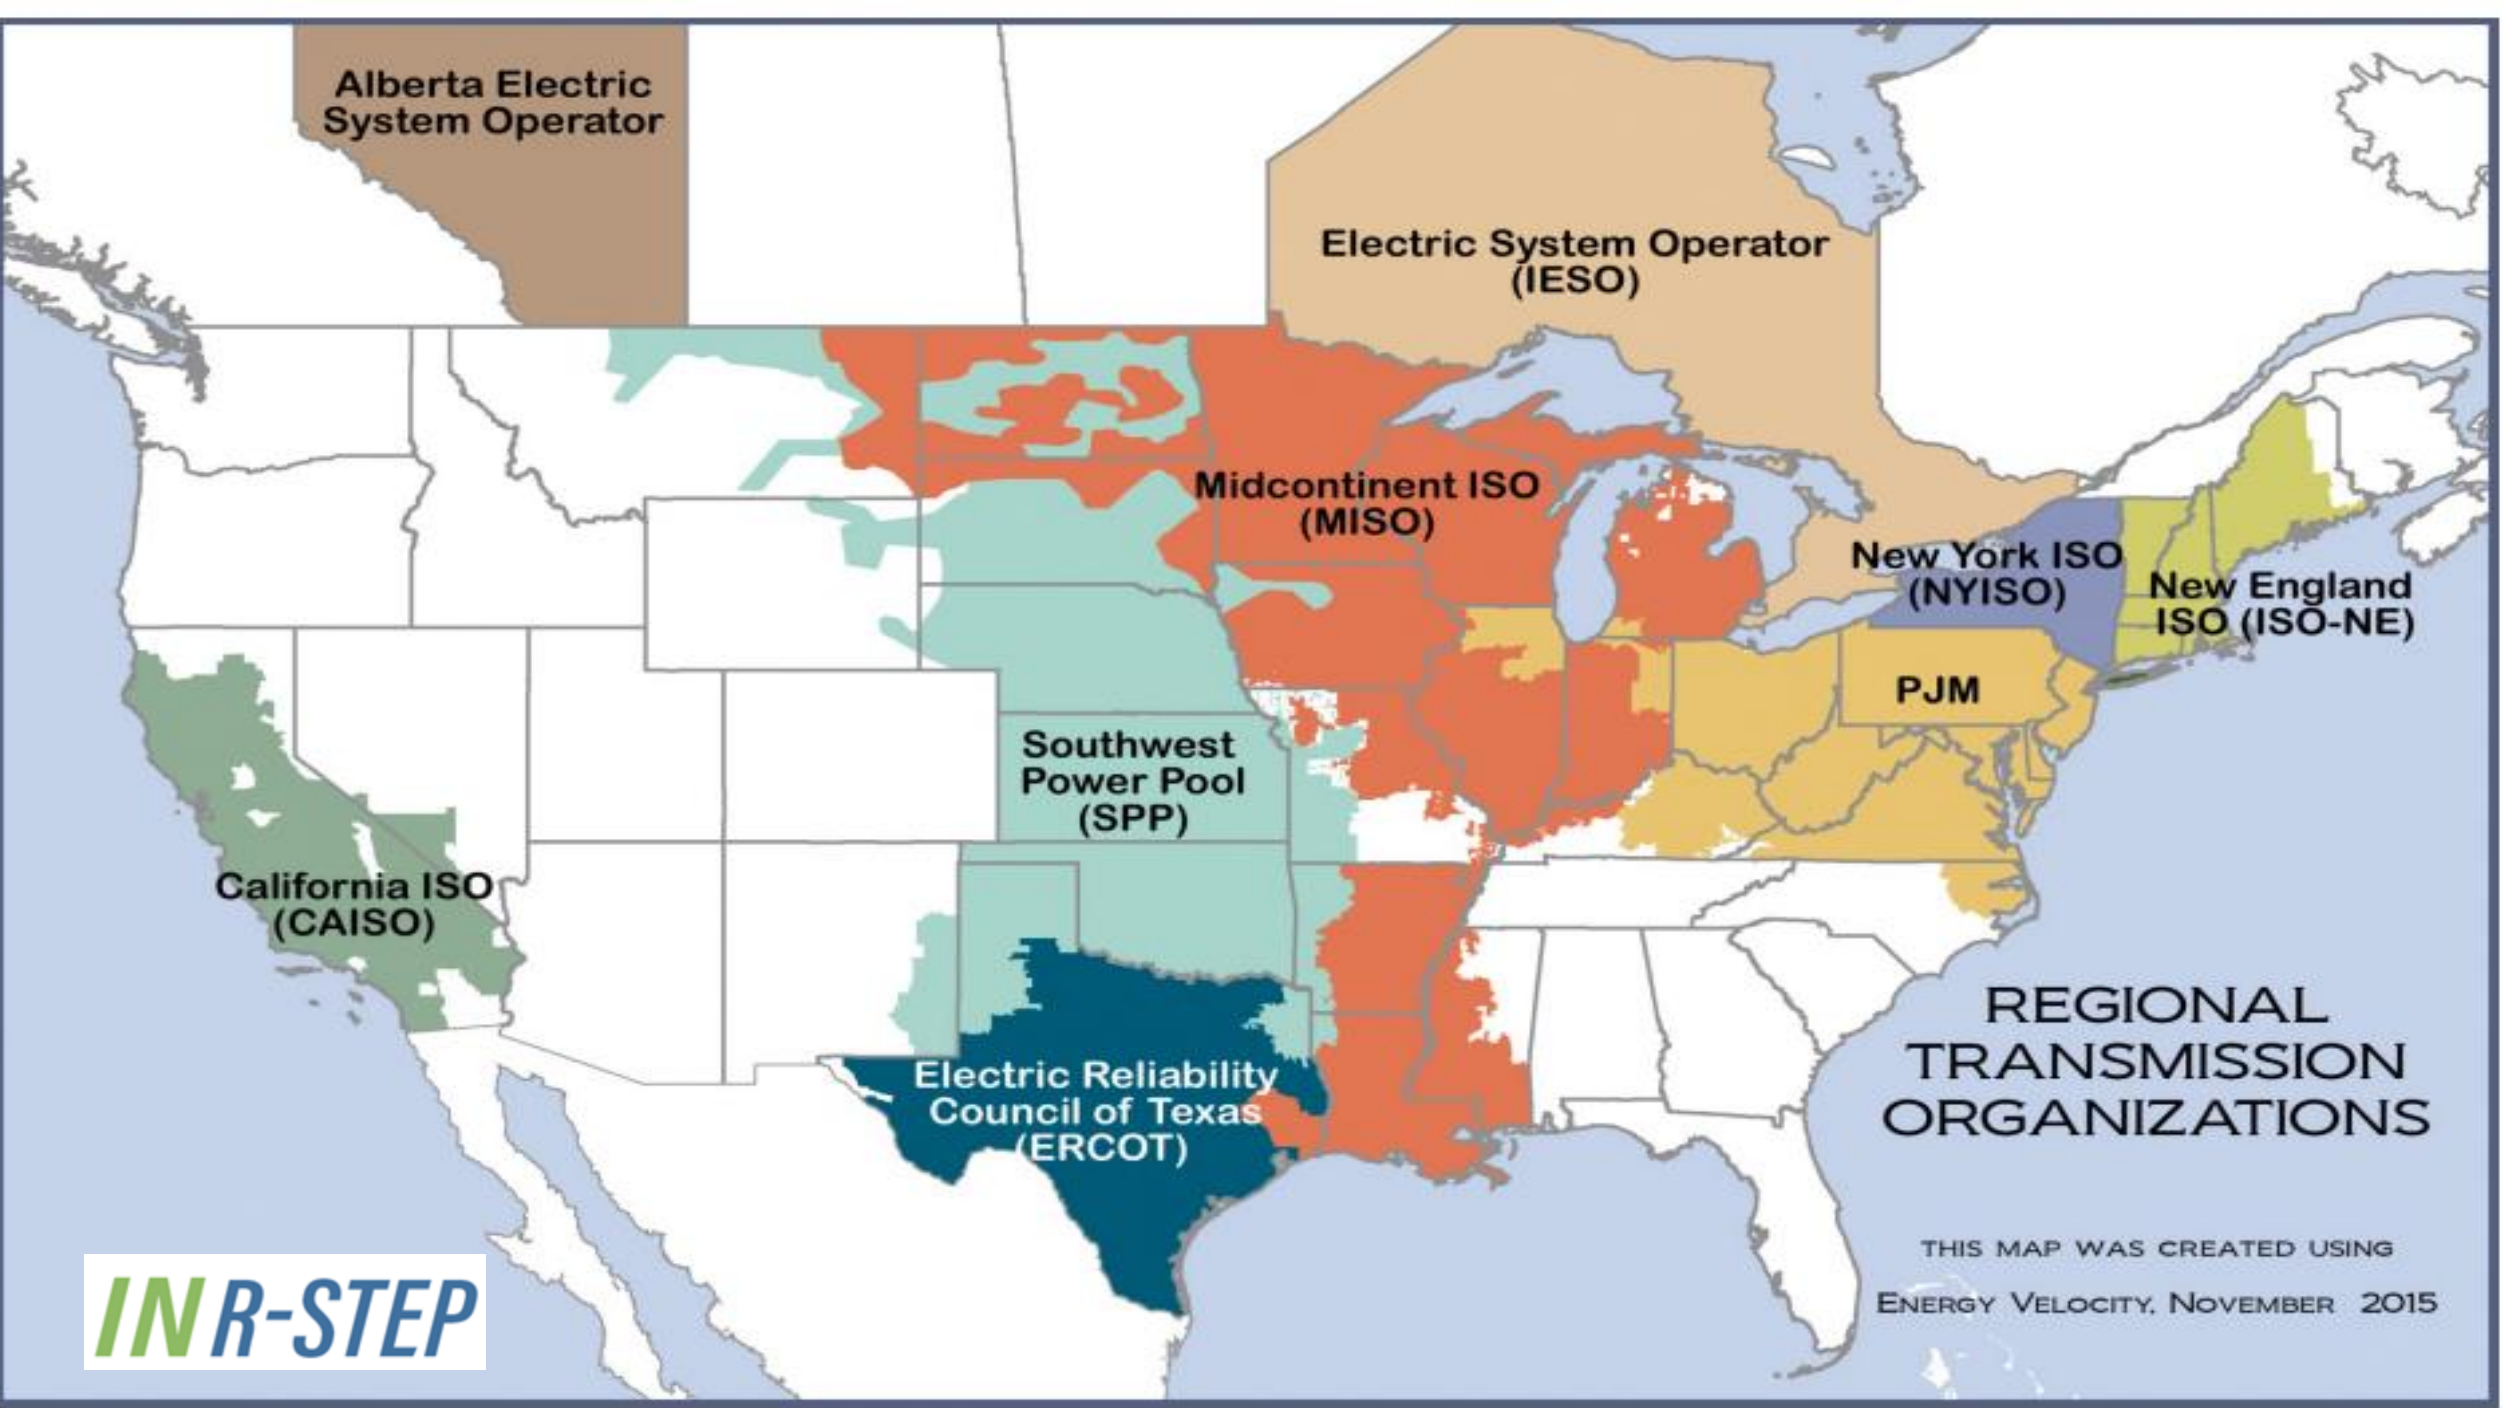 Alberta Electric
System Operator
Electric System Operator
(IESO)
Midcontinent ISO
(MISO)
New York ISO
(NYISO)
New England
ISO (ISO-NE)
PJM
Southwest
Power Pool
(SPP)
California ISO
(CAISO)
Electric Reliability
Council of Texas
(ERCOT)
REGIONAL
TRANSMISSION
ORGANIZATIONS
THIS MAP WAS CREATED USING
ENERGY VELOCITY, NOVEMBER 2015
IN R-STEP